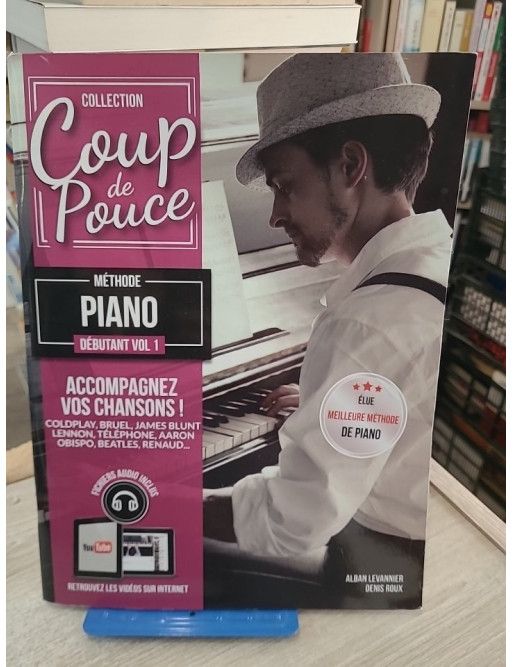 COLLECTION
Coup
de
Pouce
MÉTHODE
PIANO
DÉBUTANT VOL 1
ACCOMPAGNEZ
VOS CHANSONS !
COLDPLAY, BRUEL, JAMES BLUNT
LENNON, TÉLÉPHONE, AARON
OBISPO, BEATLES, RENAUD...
FICHIERS AUDIO INCLUS
YouTube
RETROUVEZ LES VIDÉOS SUR INTERNET
ÉLUE
MEILLEURE MÉTHODE
DE PIANO
ALBAN LEVANNIER
DENIS ROUX